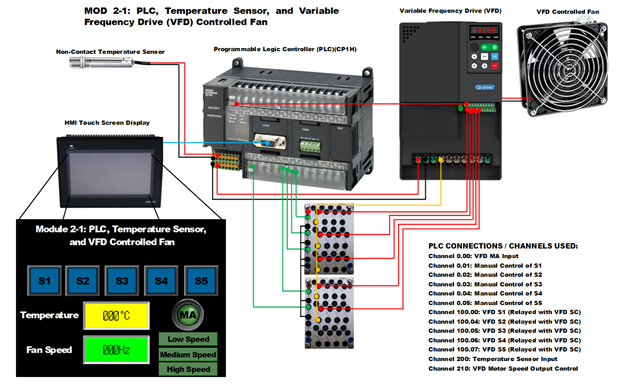 MOD 2-1: PLC, Temperature Sensor, and Variable
Frequency Drive (VFD) Controlled Fan
Variable Frequency Drive (VFD)
VFD Controlled Fan
Non-Contact Temperature Sensor
Programmable Logic Controller (PLC)(CP1H)
HMI Touch Screen Display
Module 2-1: PLC, Temperature Sensor,
and VFD Controlled Fan
S1
S2
S3
S4
S5
Temperature
000°C
MA
Fan Speed
000Hz
Low Speed
Medium Speed
High Speed
PLC CONNECTIONS / CHANNELS USED:
Channel 0.00: VFD MA Input
Channel 0.01: Manual Control of S1
Channel 0.02: Manual Control of S2
Channel 0.03: Manual Control of S3
Channel 0.04: Manual Control of S4
Channel 0.05: Manual Control of S5
Channel 100.00: VFD S1 (Relayed with VFD SC)
Channel 100.04: VFD S2 (Relayed with VFD SC)
Channel 100.05: VFD S3 (Relayed with VFD SC)
Channel 100.06: VFD S4 (Relayed with VFD SC)
Channel 100.07: VFD S5 (Relayed with VFD SC)
Channel 200: Temperature Sensor Input
Channel 210: VFD Motor Speed Output Control